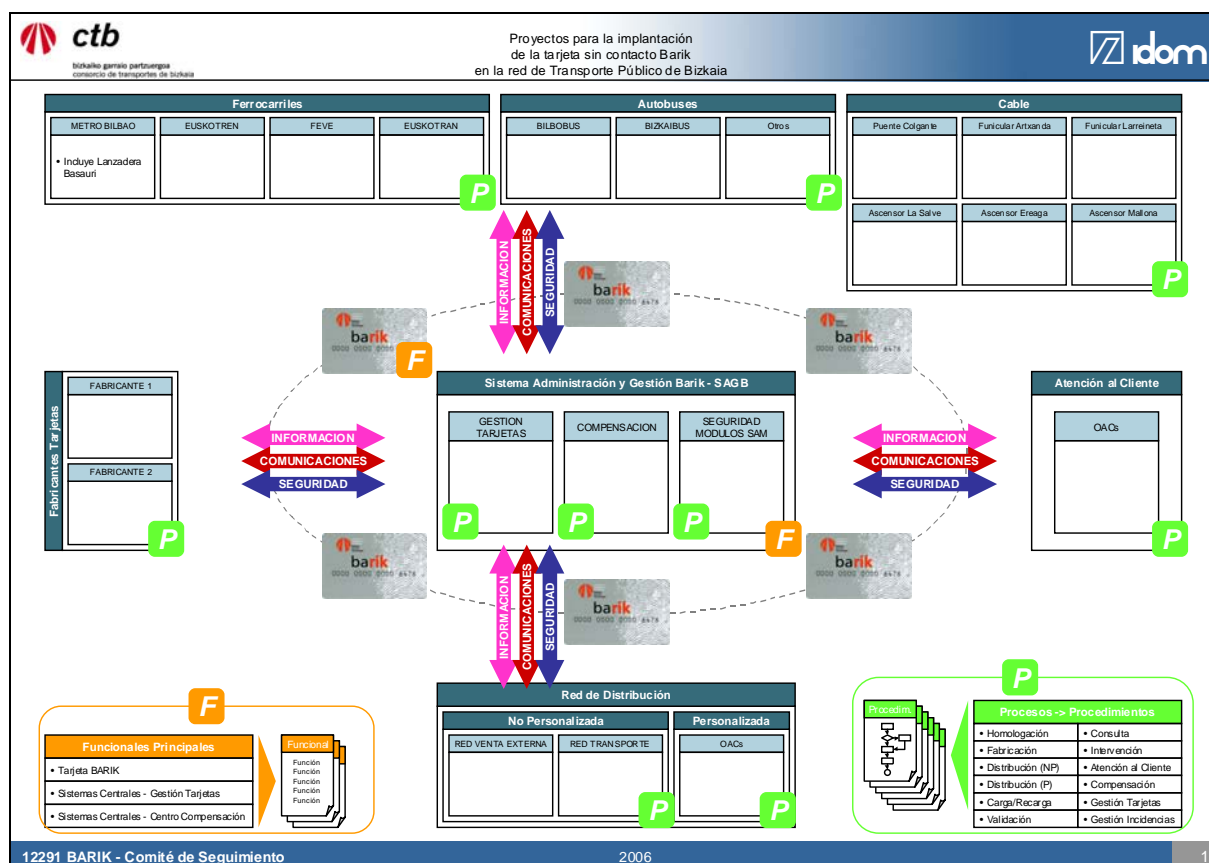 ctb
bizkaiko garraio partzuergoa
consorcio de transportes de bizkaia
Proyectos para la implantación
de la tarjeta sin contacto Barik
en la red de Transporte Público de Bizkaia
idom
Ferrocarriles
METRO BILBAO
EUSKOTREN
FEVE
EUSKOTRAN
• Incluye Lanzadera
Basauri
P
Autobuses
BILBOBUS
BIZKAIBUS
Otros
P
Cable
Puente Colgante
Funicular Artxanda
Funicular Larreineta
Ascensor La Salve
Ascensor Ereaga
Ascensor Mallona
P
INFORMACION
COMUNICACIONES
SEGURIDAD
barik
barik
F
barik
Fabricantes Tarjetas
FABRICANTE 1
FABRICANTE 2
P
INFORMACION
COMUNICACIONES
SEGURIDAD
Sistema Administración y Gestión Barik - SAGB
GESTION
TARJETAS
P
COMPENSACION
P
SEGURIDAD
MODULOS SAM
P
F
INFORMACION
COMUNICACIONES
SEGURIDAD
Atención al Cliente
OACs
P
barik
barik
barik
INFORMACION
COMUNICACIONES
SEGURIDAD
Red de Distribución
No Personalizada
RED VENTA EXTERNA
RED TRANSPORTE
P
Personalizada
OACs
P
F
Funcionales Principales
• Tarjeta BARIK
• Sistemas Centrales - Gestión Tarjetas
• Sistemas Centrales - Centro Compensación
Funcional
Función
Función
Función
Función
Función
P
Procedim.
Procesos -> Procedimientos
• Homologación
• Consulta
• Fabricación
• Intervención
• Distribución (NP)
• Atención al Cliente
• Distribución (P)
• Compensación
• Carga/Recarga
• Gestión Tarjetas
• Validación
• Gestión Incidencias
12291 BARIK - Comité de Seguimiento
2006
1